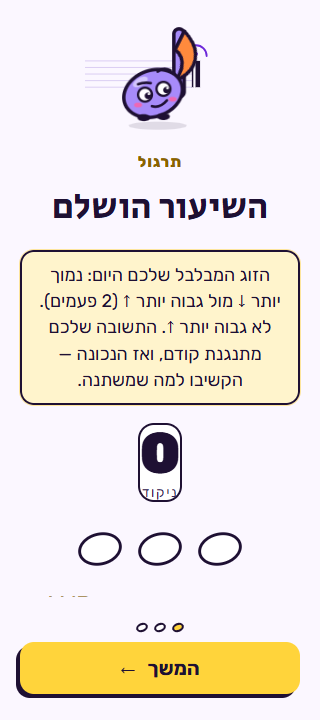 תרגול
השיעור הושלם
הזוג המבלבל שלכם היום: נמוך
יותר ↓ מול גבוה יותר ↑ (2 פעמים).
לא גבוה יותר ↑. התשובה שלכם
מתנגנת קודם, ואז הנכונה —
הקשיבו למה שמשתנה.
0
ניקוד
המשך ←